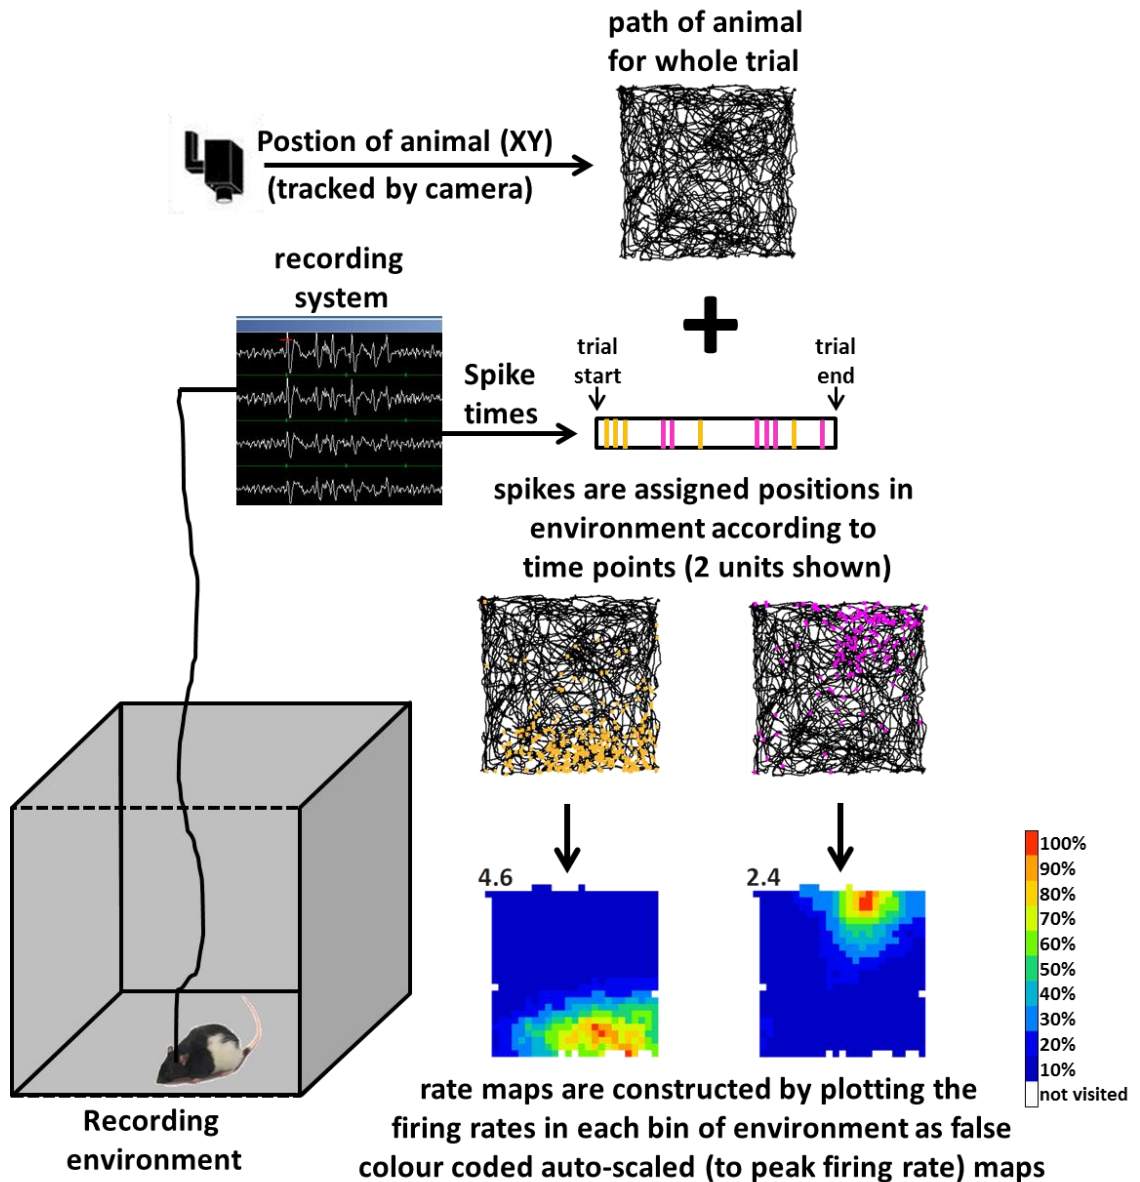 path of animal
for whole trial
Postion of animal (XY)
(tracked by camera)
recording
system
Spike
times
trial
start
trial
end
spikes are assigned positions in
environment according to
time points (2 units shown)
4.6
2.4
100%
90%
80%
70%
60%
50%
40%
30%
20%
10%
not visited
Recording
environment
rate maps are constructed by plotting the
firing rates in each bin of environment as false
colour coded auto-scaled (to peak firing rate) maps